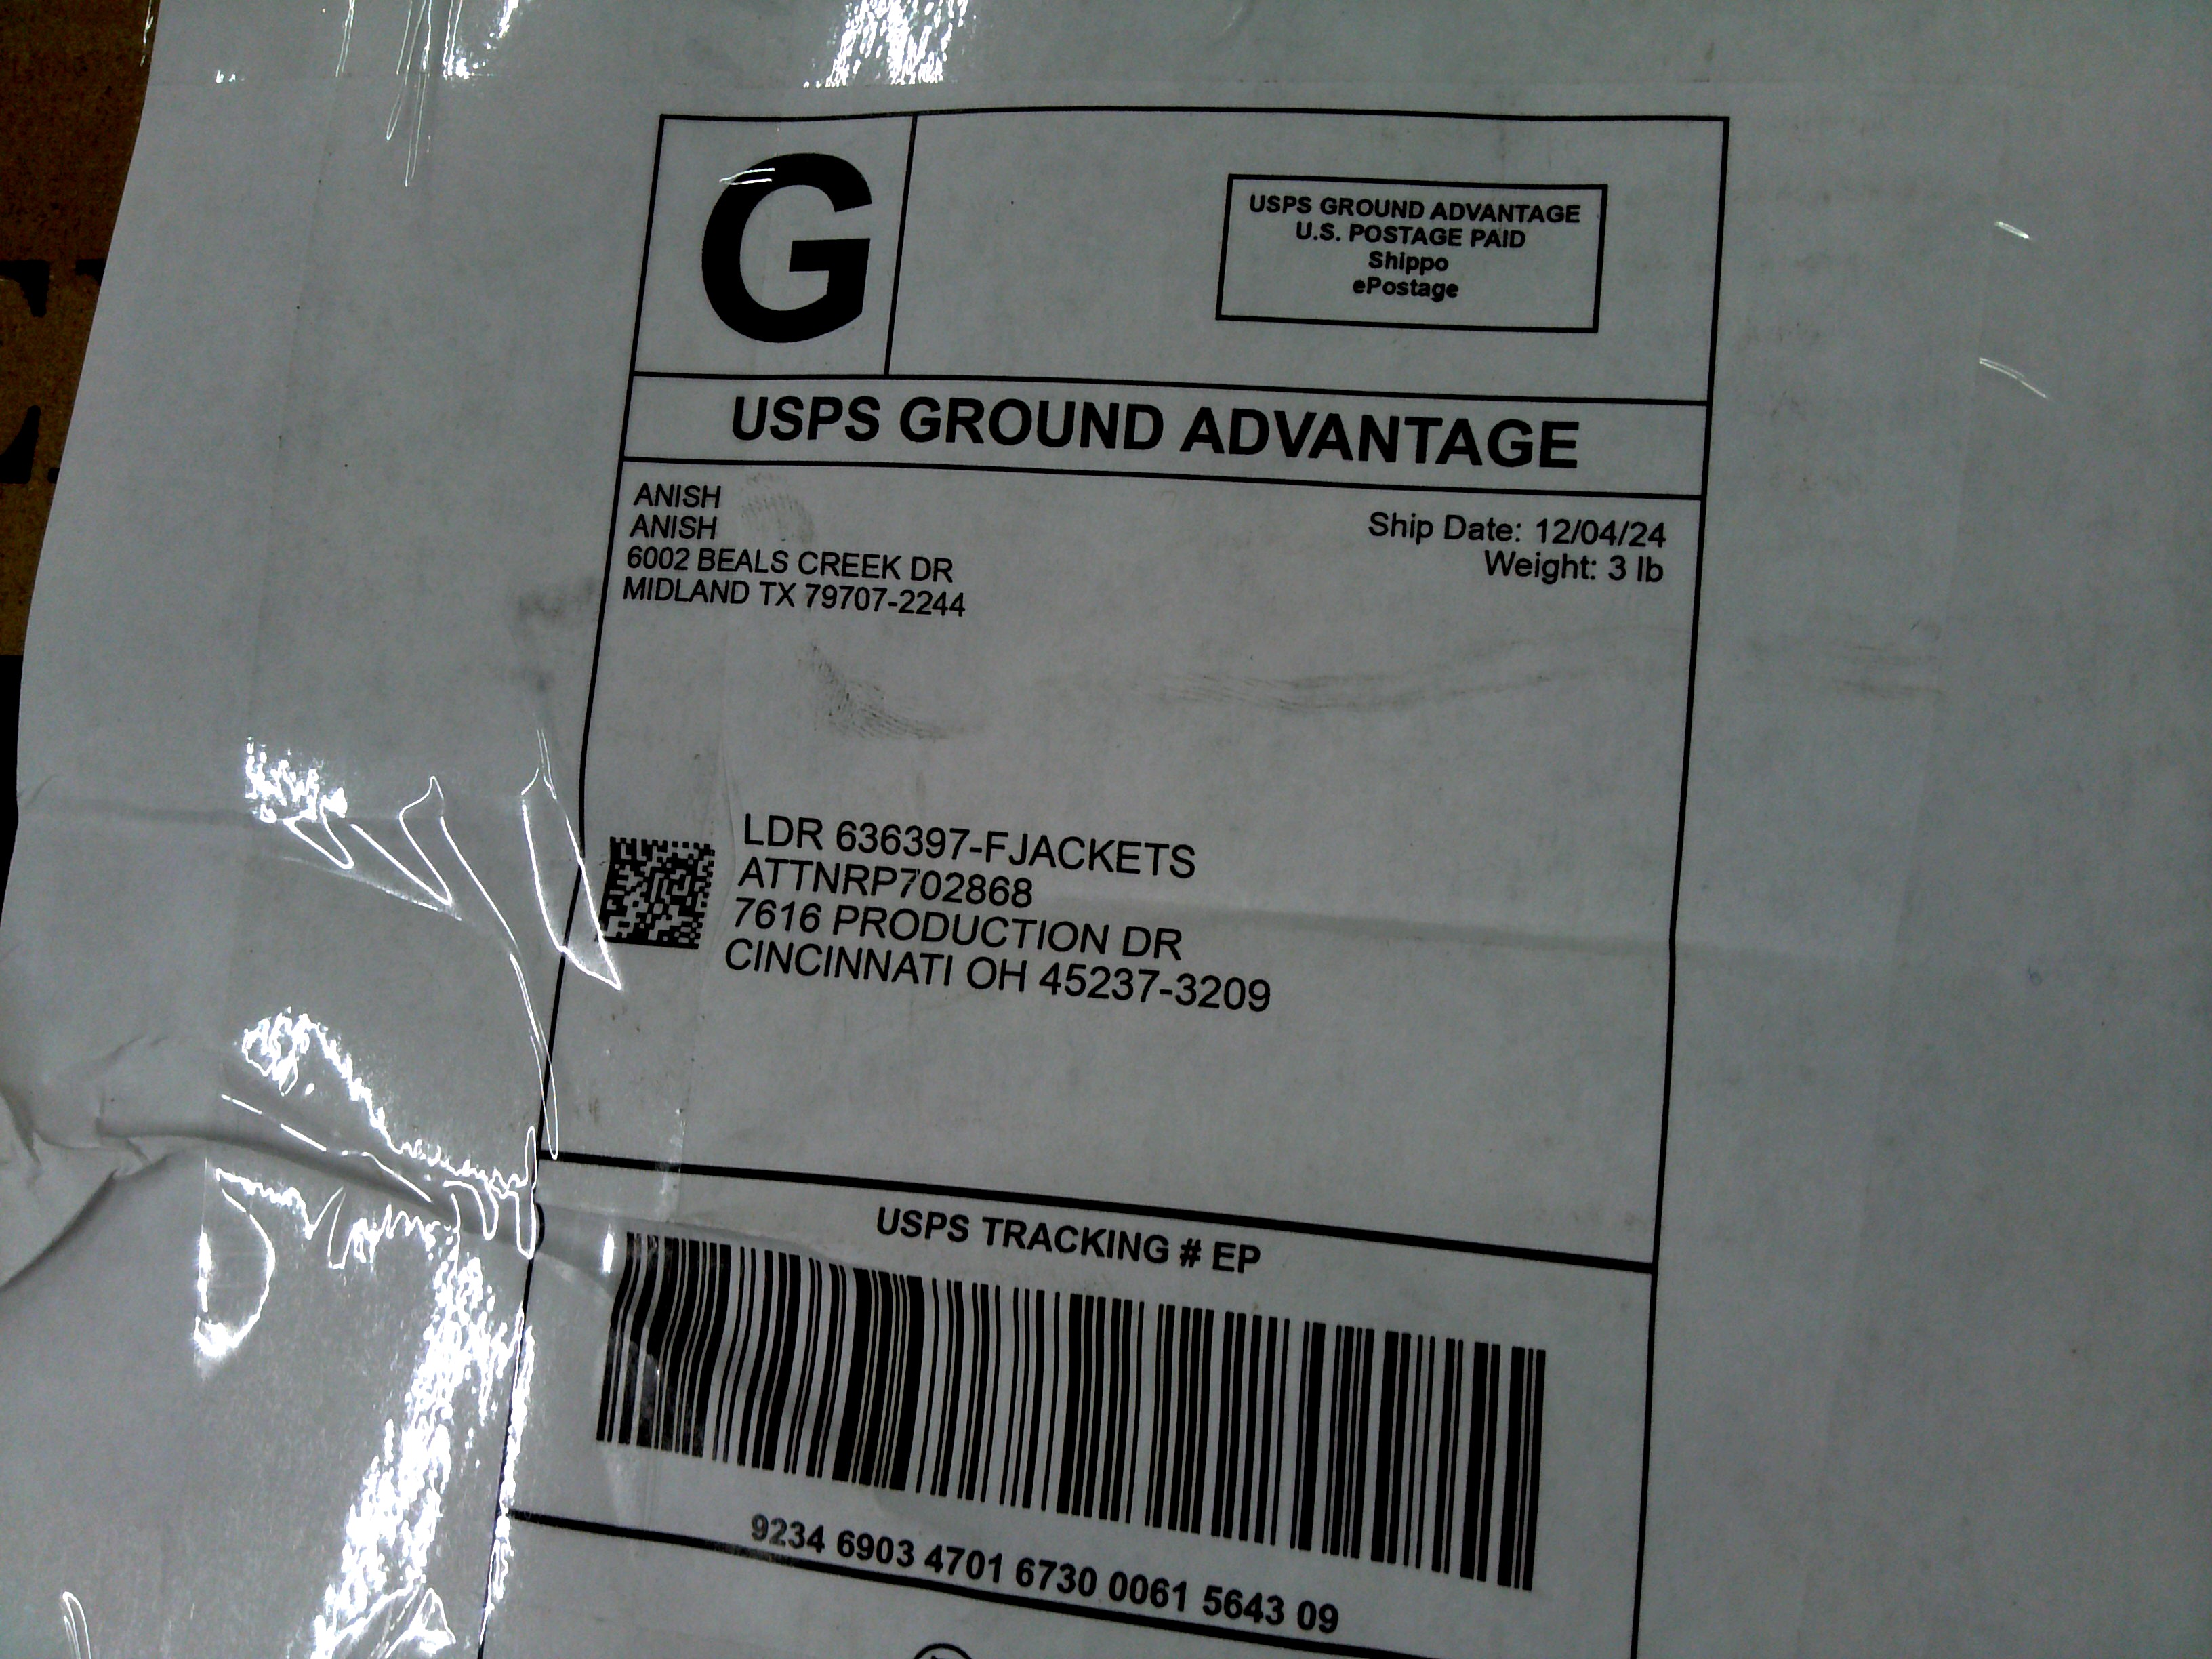 G
USPS GROUND ADVANTAGE
U.S. POSTAGE PAID
Shippo
ePostage
USPS GROUND ADVANTAGE
ANISH
ANISH
6002 BEALS CREEK DR
MIDLAND TX 79707-2244
Ship Date: 12/04/24
Weight: 3 lb
LDR 636397-FJACKETS
ATTNRP702868
7616 PRODUCTION DR
CINCINNATI OH 45237-3209
USPS TRACKING # EP
9234 6903 4701 6730 0061 5643 09